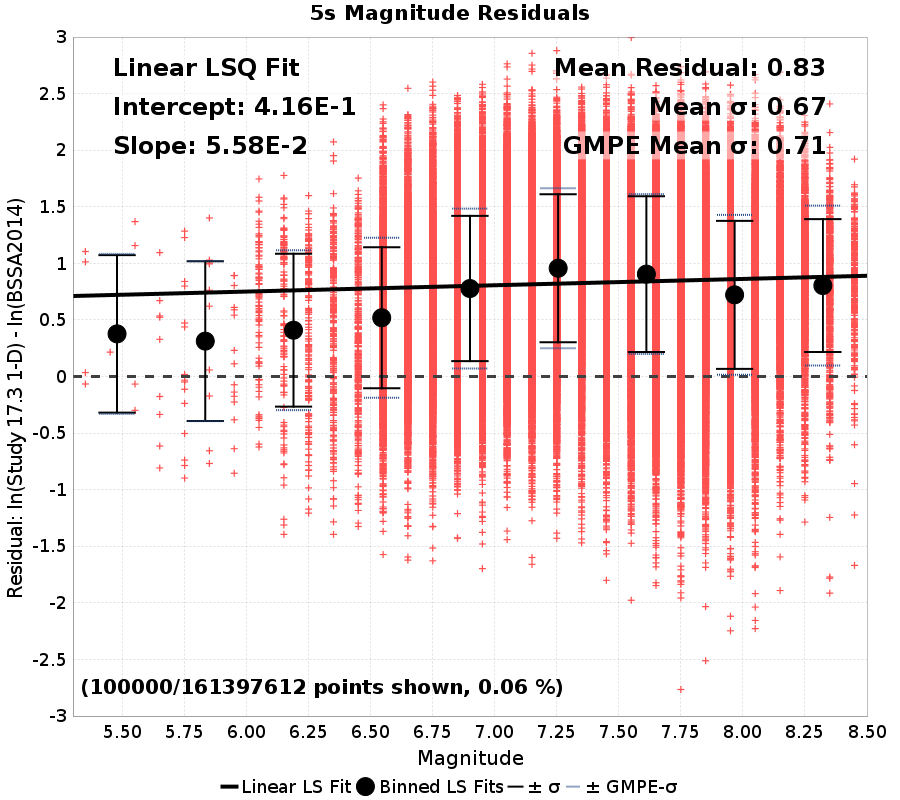 5s Magnitude Residuals
Linear LSQ Fit
Intercept: 4.16E-1
Slope: 5.58E-2
Mean Residual: 0.83
Mean σ: 0.67
GMPE Mean σ: 0.71
Residual: ln(Study 17.3 1-D) - ln(BSSA2014)
3
2.5
2
1.5
1
0.5
0
-0.5
-1
-1.5
-2
-2.5
-3
(100000/161397612 points shown, 0.06 %)
5.50 5.75 6.00 6.25 6.50 6.75 7.00 7.25 7.50 7.75 8.00 8.25 8.50
Magnitude
Linear LS Fit Binned LS Fits ± σ ± GMPE-σ